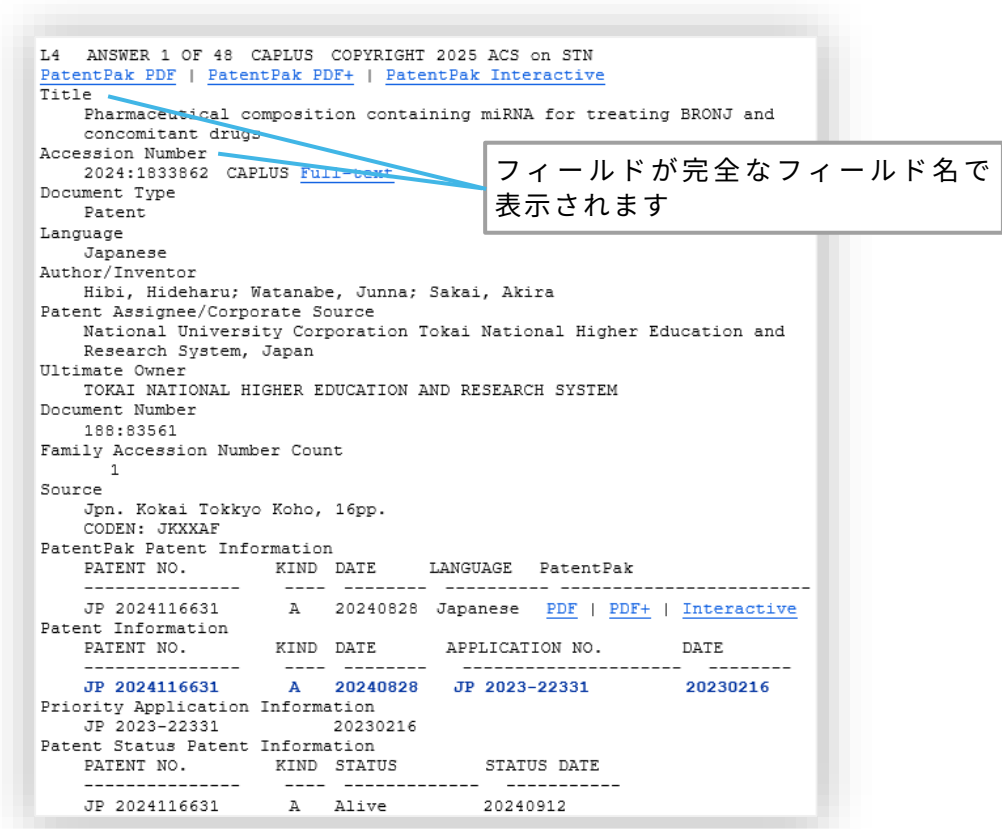 L4 ANSWER 1 OF 48 CAPLUS COPYRIGHT 2025 ACS on STN
PatentPak PDF | PatentPak PDF+ | PatentPak Interactive
Title
Pharmaceutical composition containing miRNA for treating BRONJ and
concomitant drugs
Accession Number
2024:1833862 CAPLUS Full-text
フィールドが完全なフィールド名で
表示されます
Document Type
Patent
Language
Japanese
Author/Inventor
Hibi, Hideharu; Watanabe, Junna; Sakai, Akira
Patent Assignee/Corporate Source
National University Corporation Tokai National Higher Education and
Research System, Japan
Ultimate Owner
TOKAI NATIONAL HIGHER EDUCATION AND RESEARCH SYSTEM
Document Number
188:83561
Family Accession Number Count
1
Source
Jpn. Kokai Tokkyo Koho, 16pp.
CODEN: JKXXAF
PatentPak Patent Information
PATENT NO. KIND DATE LANGUAGE PatentPak
--------------- ---- -------- ---------- ----------------------
JP 2024116631 A 20240828 Japanese PDF | PDF+ | Interactive
Patent Information
PATENT NO. KIND DATE APPLICATION NO. DATE
--------------- ---- -------- --------------------- --------
JP 2024116631 A 20240828 JP 2023-22331 20230216
Priority Application Information
JP 2023-22331 20230216
Patent Status Patent Information
PATENT NO. KIND STATUS STATUS DATE
--------------- ---- ------------- -----------
JP 2024116631 A Alive 20240912